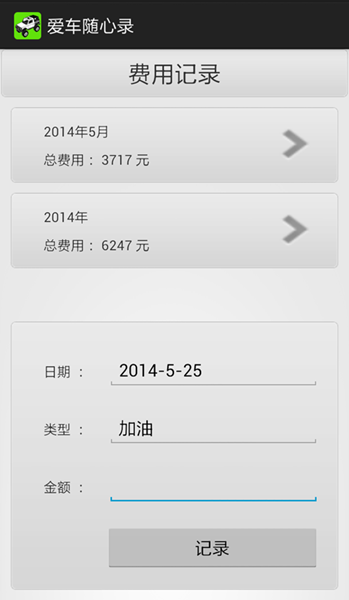 爱车随心录
费用记录
2014年5月
总费用 ：3717 元
2014年
总费用 ：6247 元
日期 ： 2014-5-25
类型 ： 加油
金额 ：
记录